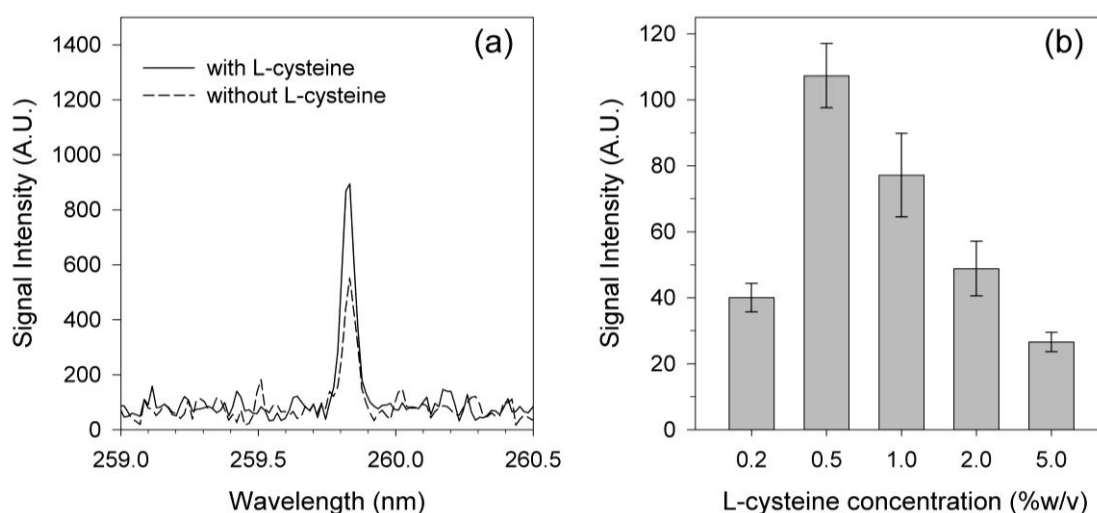 (a)
with L-cysteine
without L-cysteine
Signal Intensity (A.U.)
1400
1200
1000
800
600
400
200
0
259.0 259.5 260.0 260.5
Wavelength (nm)
(b)
Signal Intensity (A.U.)
120
100
80
60
40
20
0
0.2 0.5 1.0 2.0 5.0
L-cysteine concentration (%w/v)